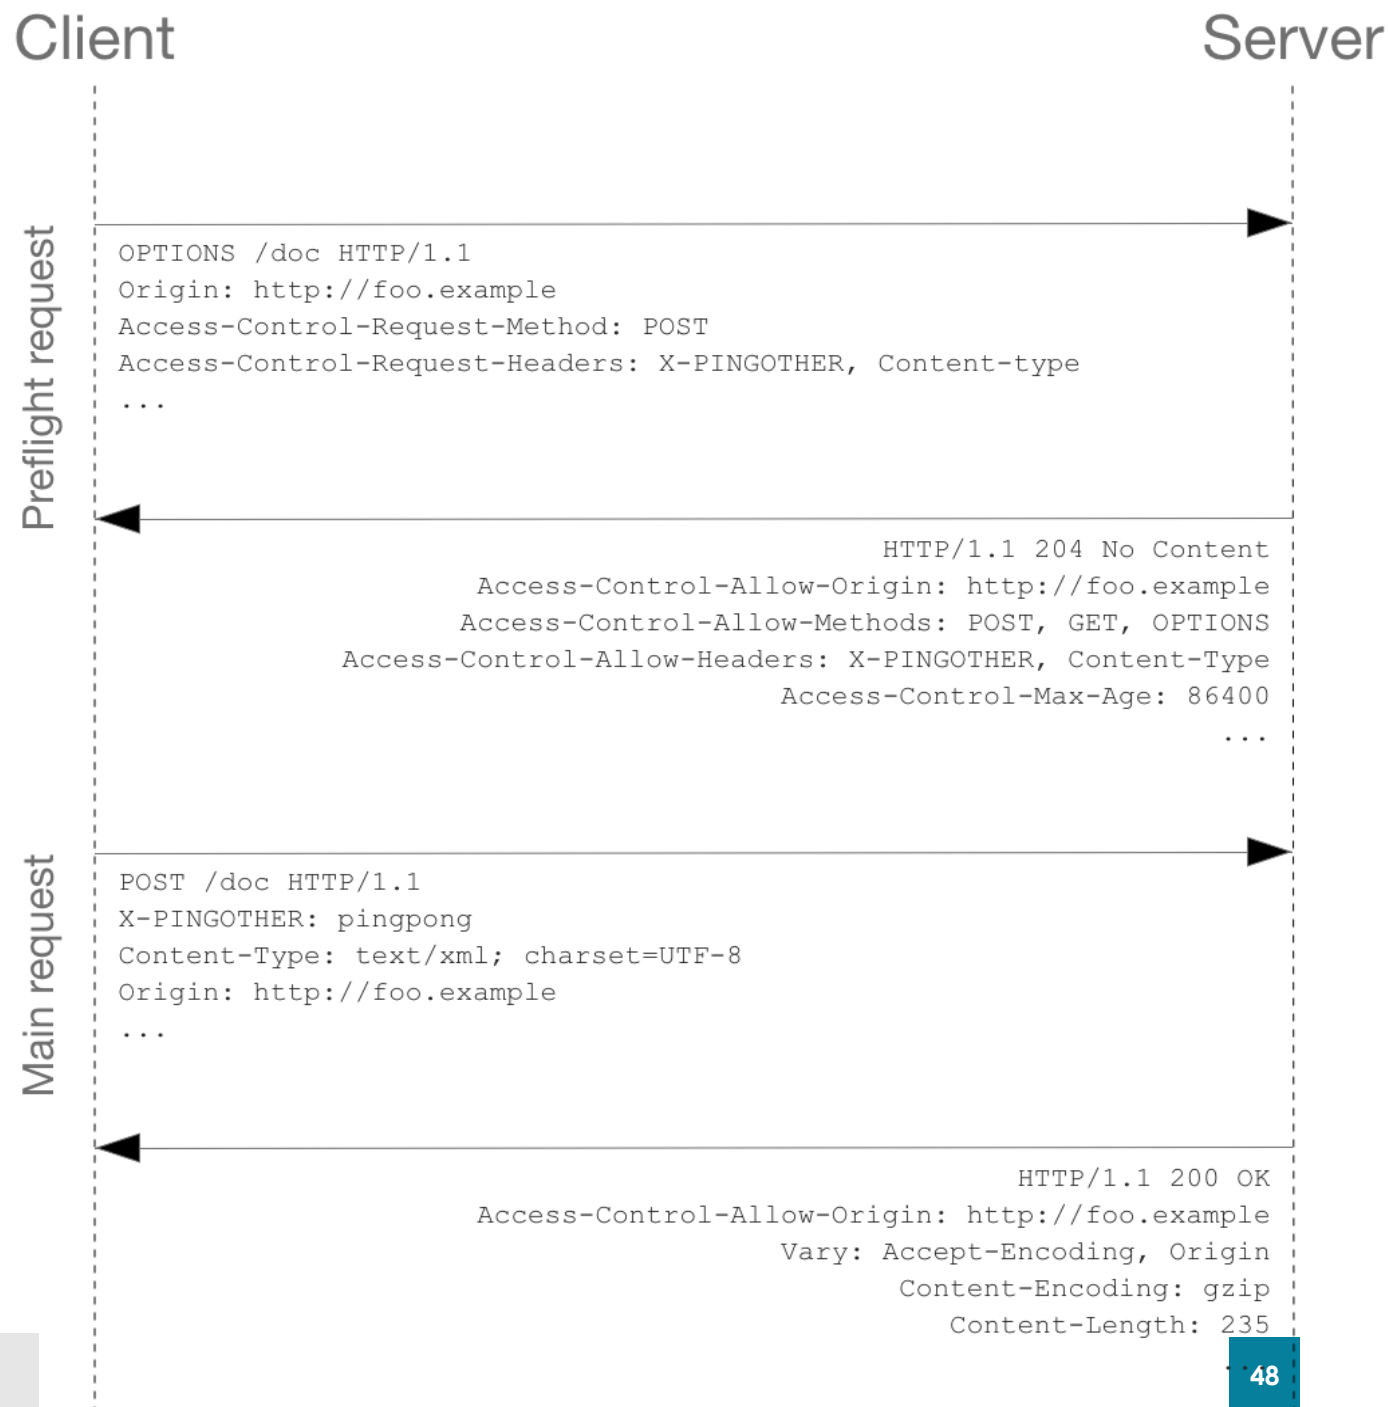 Client
Server
Preflight request
OPTIONS /doc HTTP/1.1
Origin: http://foo.example
Access-Control-Request-Method: POST
Access-Control-Request-Headers: X-PINGOTHER, Content-type
...
HTTP/1.1 204 No Content
Access-Control-Allow-Origin: http://foo.example
Access-Control-Allow-Methods: POST, GET, OPTIONS
Access-Control-Allow-Headers: X-PINGOTHER, Content-Type
Access-Control-Max-Age: 86400
...
Main request
POST /doc HTTP/1.1
X-PINGOTHER: pingpong
Content-Type: text/xml; charset=UTF-8
Origin: http://foo.example
...
HTTP/1.1 200 OK
Access-Control-Allow-Origin: http://foo.example
Vary: Accept-Encoding, Origin
Content-Encoding: gzip
Content-Length: 235
...
48